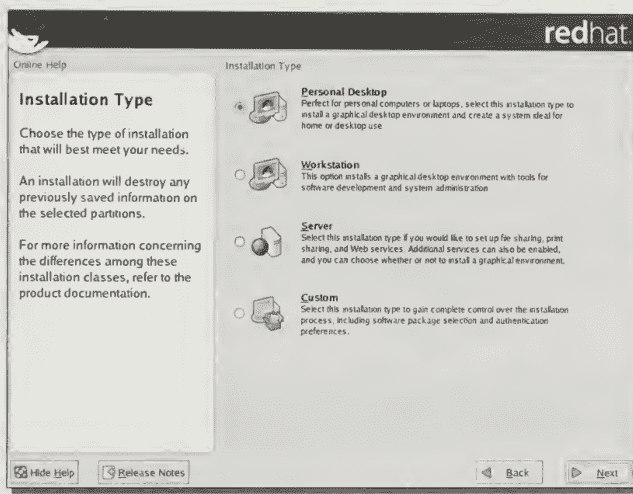 redhat.
Online Help
Installation Type
Installation Type
Choose the type of installation
that will best meet your needs.
An installation will destroy any
previously saved information on
the selected partitions.
For more information concerning
the differences among these
installation classes, refer to the
product documentation.
Personal Desktop
Perfect for personal computers or laptops, select this installation type to
install a graphical desktop environment and create a system ideal for
home or desktop use
Workstation
This option installs a graphical desktop environment with tools for
software development and system administration
Server
Select this installation type if you would like to set up file sharing, print
sharing, and Web services. Additional services can also be enabled,
and you can choose whether or not to install a graphical environment.
Custom
Select this installation type to gain complete control over the installation
process, including software package selection and authentication
preferences.
Hide Help
Release Notes
Back
Next